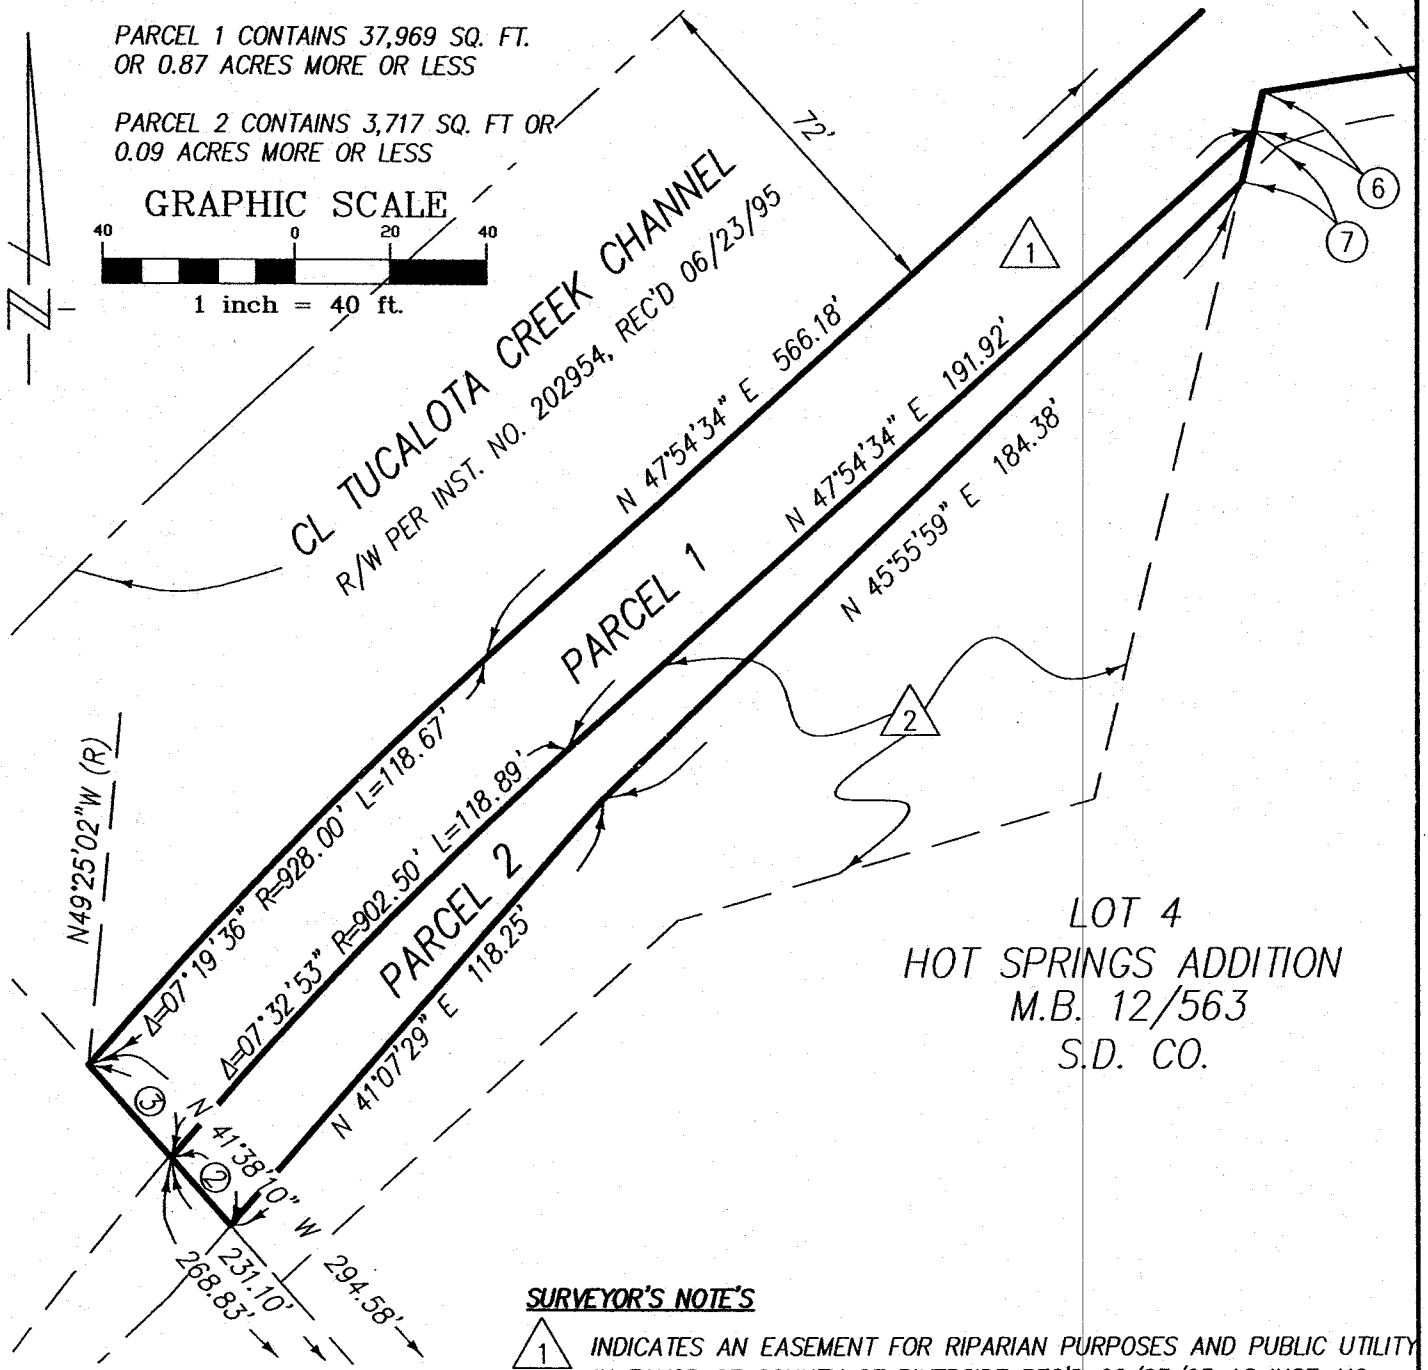 PARCEL 1 CONTAINS 37,969 SQ. FT.
OR 0.87 ACRES MORE OR LESS
PARCEL 2 CONTAINS 3,717 SQ. FT OR
0.09 ACRES MORE OR LESS
GRAPHIC SCALE
40 0 20 40
1 inch = 40 ft.
N
72'
CL TUCALOTA CREEK CHANNEL
R/W PER INST. NO. 202954, REC'D 06/23/95
1
6
7
N 47°54'34" E 566.18'
N 47°54'34" E 191.92'
N 45°55'59" E 184.38'
PARCEL 1
2
N49°25'02"W (R)
Δ=07°19'36" R=928.00' L=118.67'
Δ=07°32'53" R=902.50' L=118.89'
PARCEL 2
N 41°07'29" E 118.25'
LOT 4
HOT SPRINGS ADDITION
M.B. 12/563
S.D. CO.
3
2
N 41°38'10" W
268.83'
231.10'
294.58'
SURVEYOR'S NOTE'S
1 INDICATES AN EASEMENT FOR RIPARIAN PURPOSES AND PUBLIC UTILITY